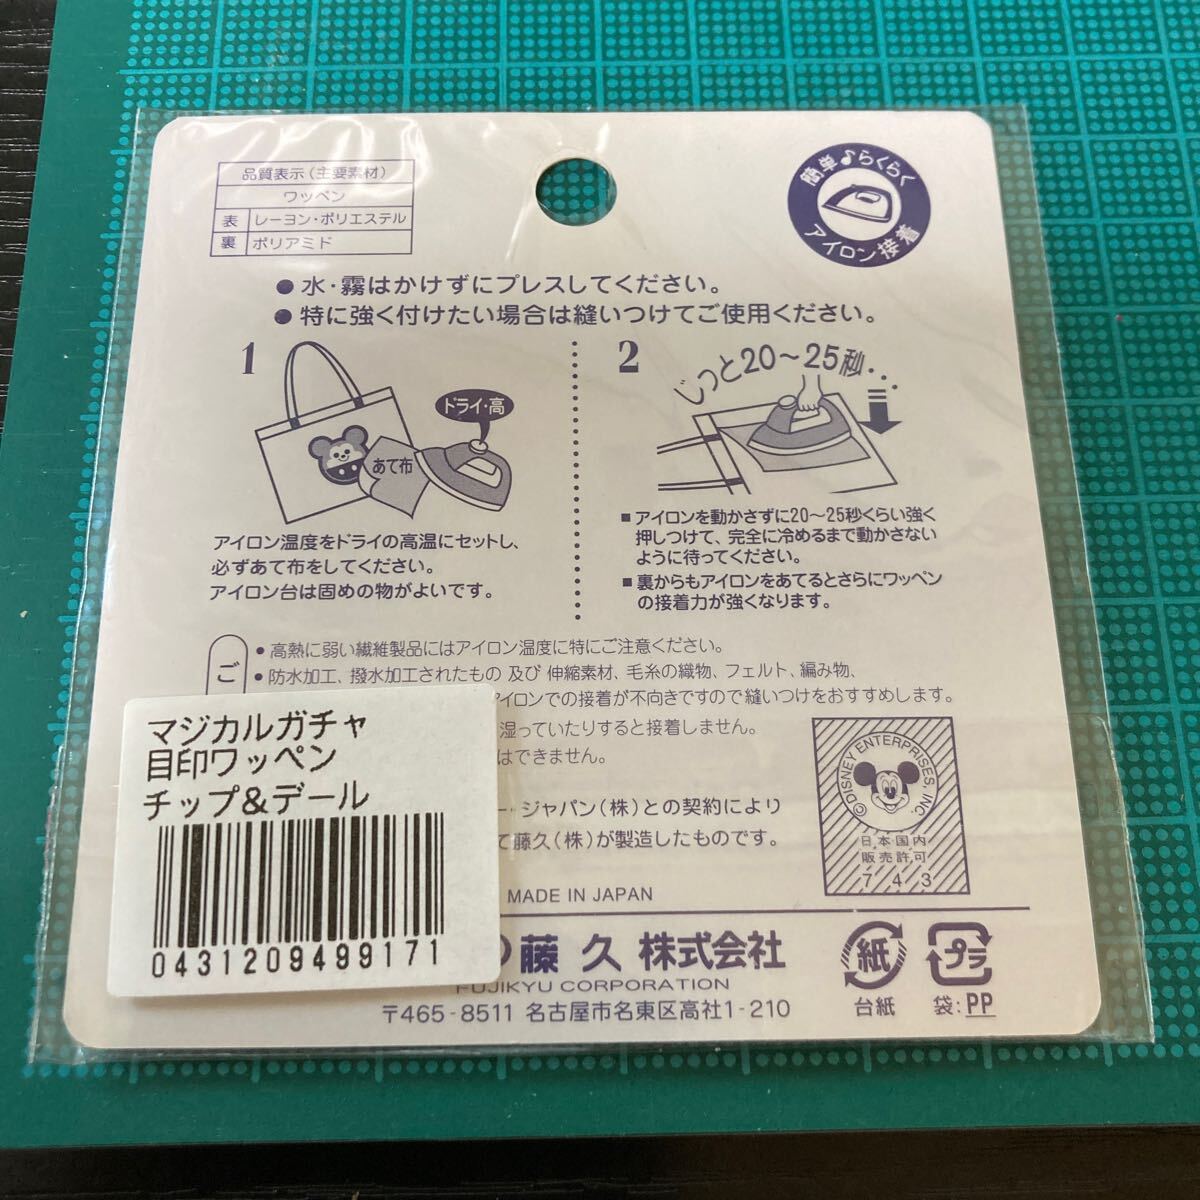 品質表示(主要素材)
ワッペン
表 レーヨン・ポリエステル
裏 ポリアミド
簡単♪らくらく
アイロン接着
●水・霧はかけずにプレスしてください。
●特に強く付けたい場合は縫いつけてご使用ください。
1
ドライ・高
あて布
アイロン温度をドライの高温にセットし、
必ずあて布をしてください。
アイロン台は固めの物がよいです。
2
じっと20〜25秒...
■アイロンを動かさずに20〜25秒くらい強く
押しつけて、完全に冷めるまで動かさない
ように待ってください。
■裏からもアイロンをあてるとさらにワッペン
の接着力が強くなります。
ご
・高熱に弱い繊維製品にはアイロン温度に特にご注意ください。
・防水加工、撥水加工されたもの 及び 伸縮素材、毛糸の織物、フェルト、編み物、
アイロンでの接着が不向きですので縫いつけをおすすめします。
湿っていたりすると接着しません。
はできません。
マジカルガチャ
目印ワッペン
チップ&デール
0431209499171
ー・ジャパン(株)との契約により
て藤久(株)が製造したものです。
©DISNEY ENTERPRISES, INC.
日本国内
販売許可
743
MADE IN JAPAN
の藤久株式会社
FUJIKYU CORPORATION
〒465-8511 名古屋市名東区高社1-210
紙
台紙
プラ
袋:PP